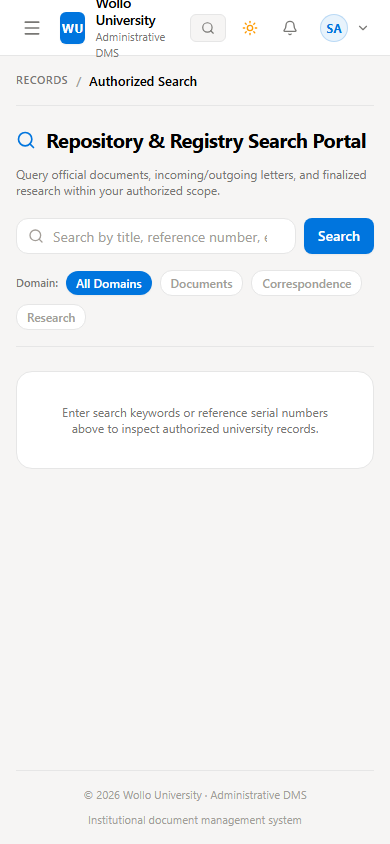 Wollo
University
Administrative
DMS
WU
SA
RECORDS / Authorized Search
Repository & Registry Search Portal
Query official documents, incoming/outgoing letters, and finalized
research within your authorized scope.
Search by title, reference number, e
Search
Domain: All Domains Documents Correspondence
Research
Enter search keywords or reference serial numbers
above to inspect authorized university records.
© 2026 Wollo University · Administrative DMS
Institutional document management system